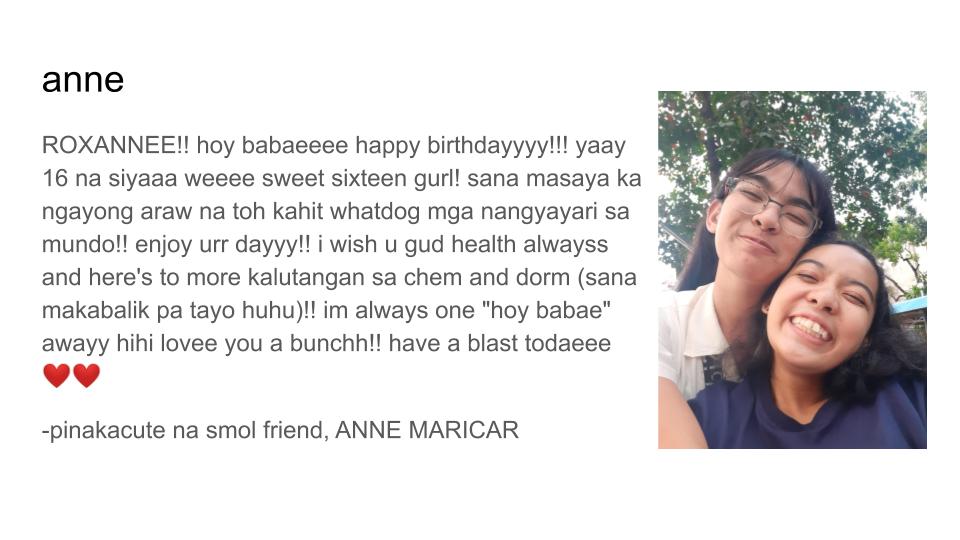 anne
ROXANNEE!! hoy babaeeee happy birthdayyyy!!! yaay
16 na siyaaa weeee sweet sixteen gurl! sana masaya ka
ngayong araw na toh kahit whatdog mga nangyayari sa
mundo!! enjoy urr dayyy!! i wish u gud health alwayss
and here's to more kalutangan sa chem and dorm (sana
makabalik pa tayo huhu)!! im always one "hoy babae"
awayy hihi lovee you a bunchh!! have a blast todaeee
❤️❤️
-pinakacute na smol friend, ANNE MARICAR